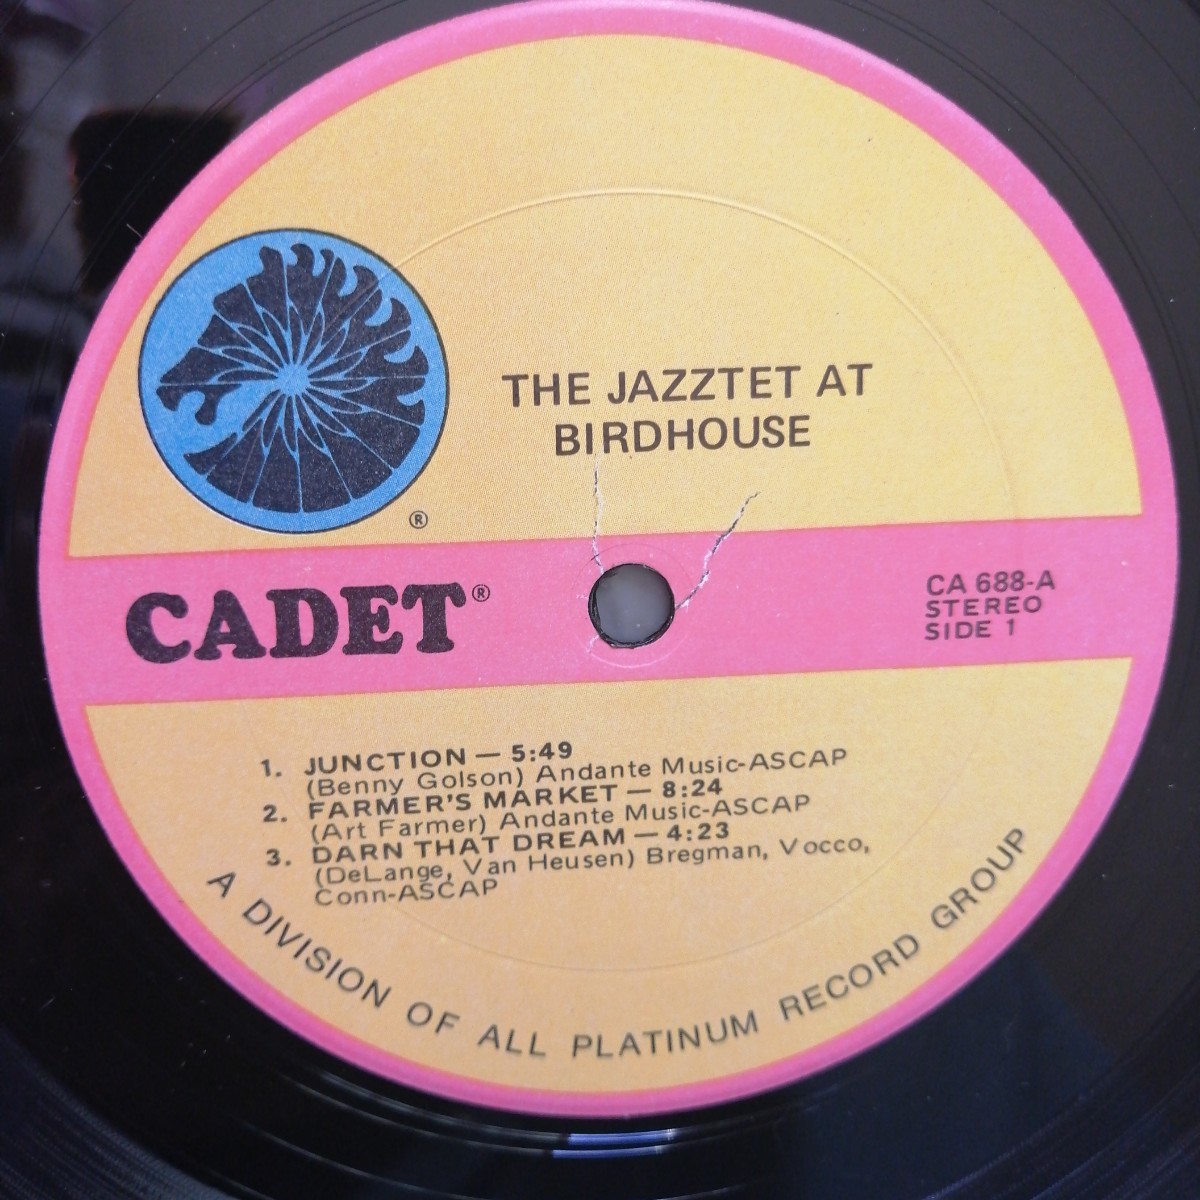 THE JAZZTET AT
BIRDHOUSE
®
CADET®
CA 688-A
STEREO
SIDE 1
1. JUNCTION — 5:49
(Benny Golson) Andante Music-ASCAP
2. FARMER'S MARKET — 8:24
(Art Farmer) Andante Music-ASCAP
3. DARN THAT DREAM — 4:23
(DeLange, Van Heusen) Bregman, Vocco,
Conn-ASCAP
A DIVISION OF ALL PLATINUM RECORD GROUP